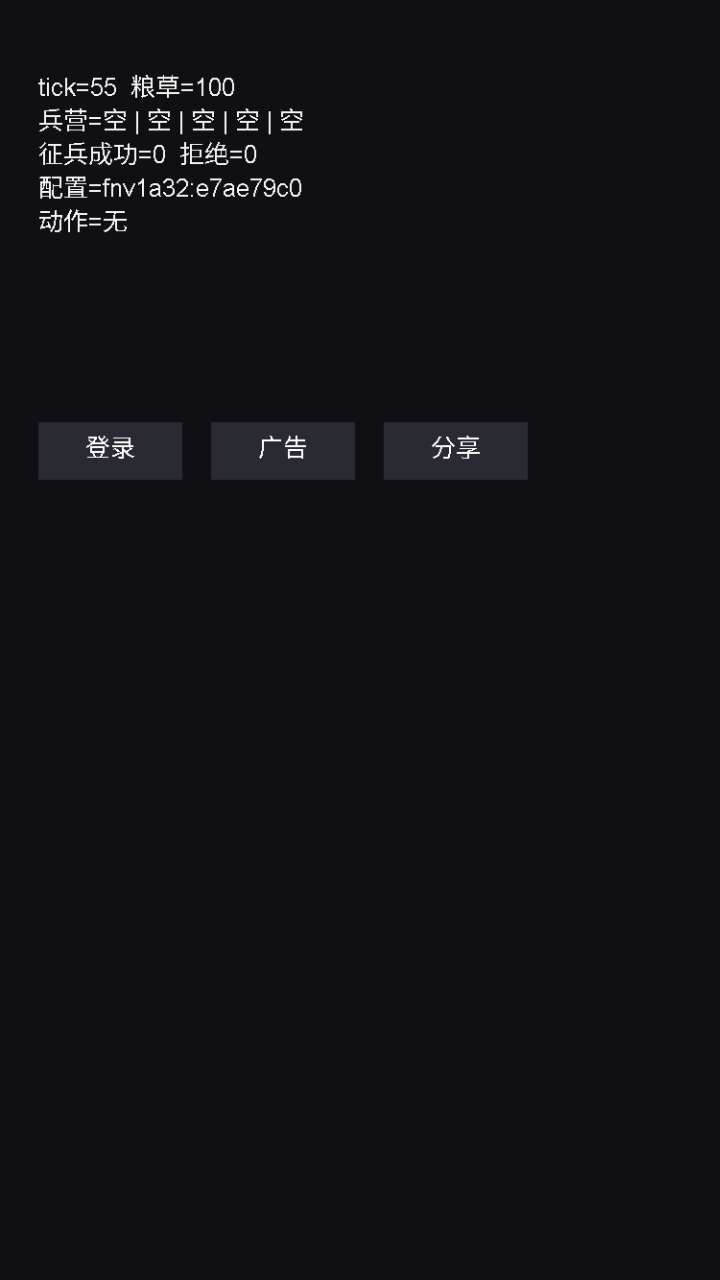 tick=55 粮草=100
兵营=空 | 空 | 空 | 空 | 空
征兵成功=0 拒绝=0
配置=fnv1a32:e7ae79c0
动作=无
登录
广告
分享